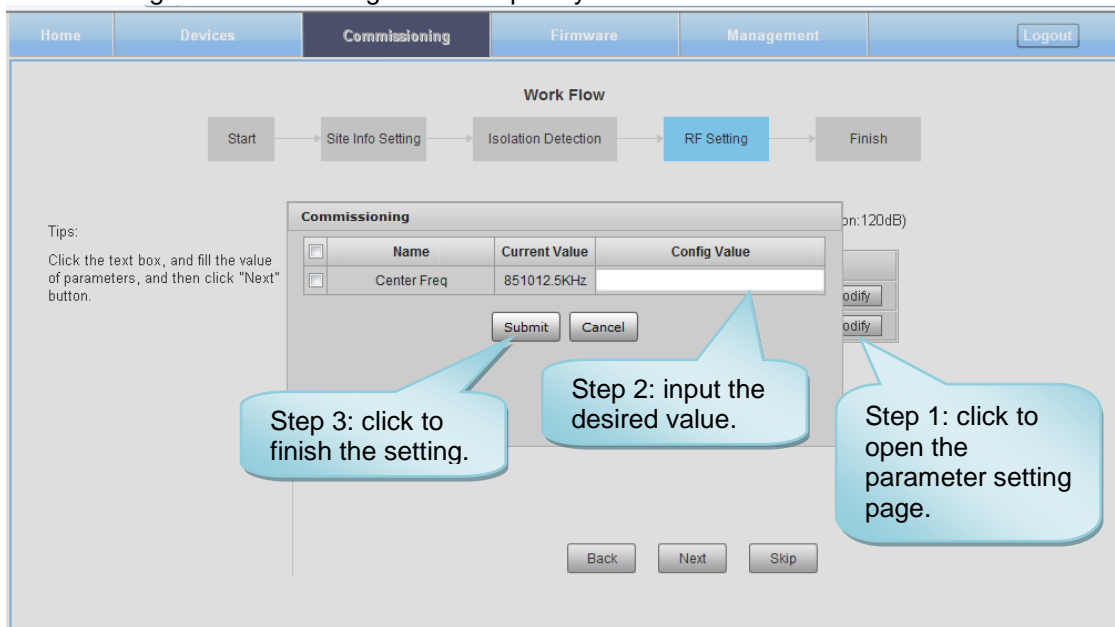 Home Devices Commissioning Firmware Management Logout
Work Flow
Start Site Info Setting Isolation Detection RF Setting Finish
on:120dB)
Tips:
Click the text box, and fill the value
of parameters, and then click "Next"
button.
Commissioning
Name Current Value Config Value
Center Freq 851012.5KHz
odify
odify
Submit Cancel
Step 3: click to
finish the setting.
Step 2: input the
desired value.
Step 1: click to
open the
parameter setting
page.
Back Next Skip